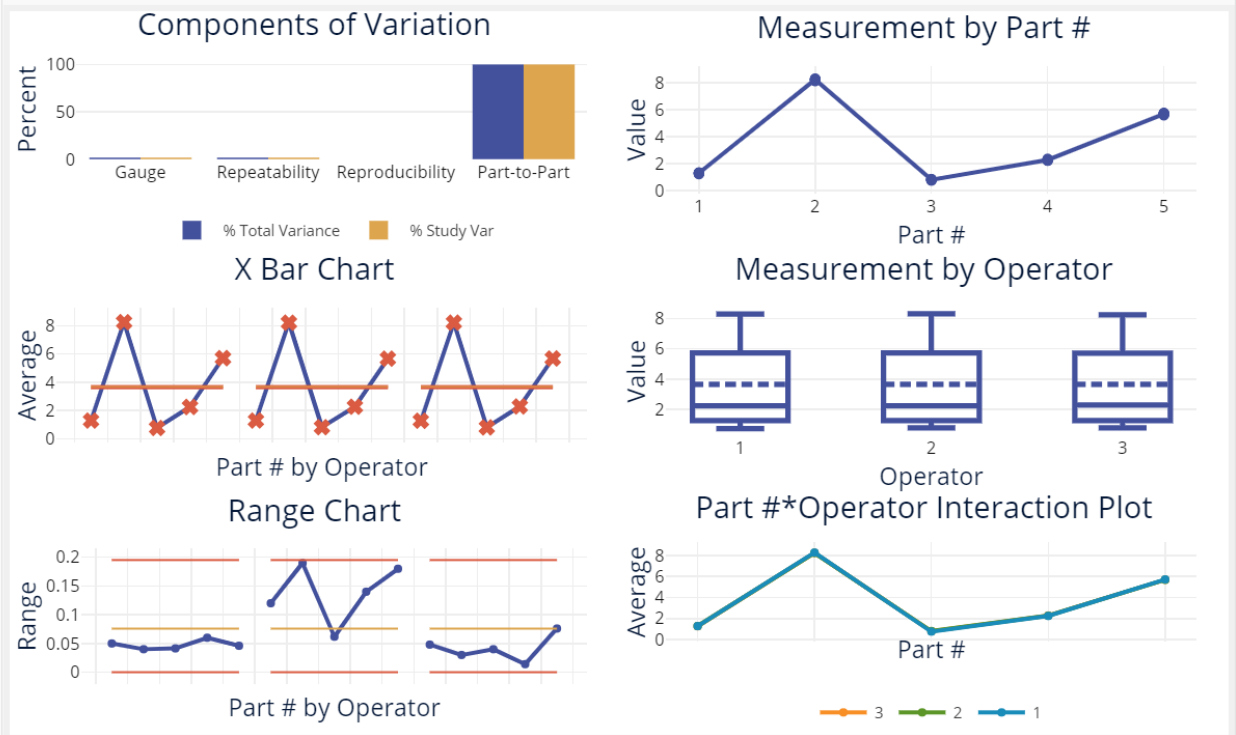 Components of Variation
Percent
100
50
0
Gauge Repeatability Reproducibility Part-to-Part
% Total Variance % Study Var
Measurement by Part #
Value
8
6
4
2
0
1 2 3 4 5
Part #
X Bar Chart
Average
8
6
4
2
0
Part # by Operator
Measurement by Operator
Value
8
6
4
2
1 2 3
Operator
Range Chart
Range
0.2
0.15
0.1
0.05
0
Part # by Operator
Part #*Operator Interaction Plot
Average
8
6
4
2
0
Part #
3 2 1